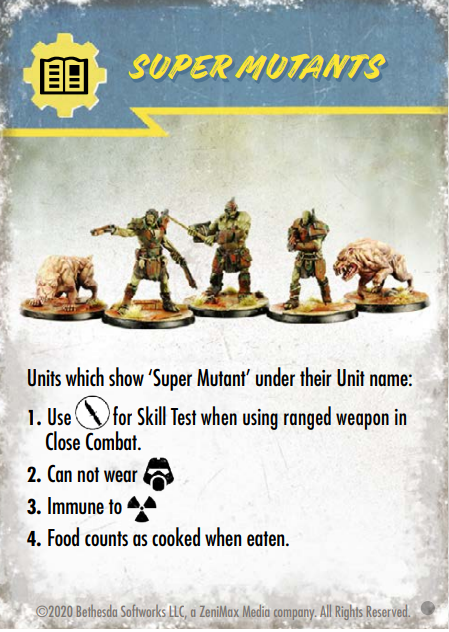 SUPER MUTANTS
Units which show ‘Super Mutant’ under their Unit name:
1. Use for Skill Test when using ranged weapon in
Close Combat.
2. Can not wear
3. Immune to
4. Food counts as cooked when eaten.
©2020 Bethesda Softworks LLC, a ZeniMax Media company. All Rights Reserved.